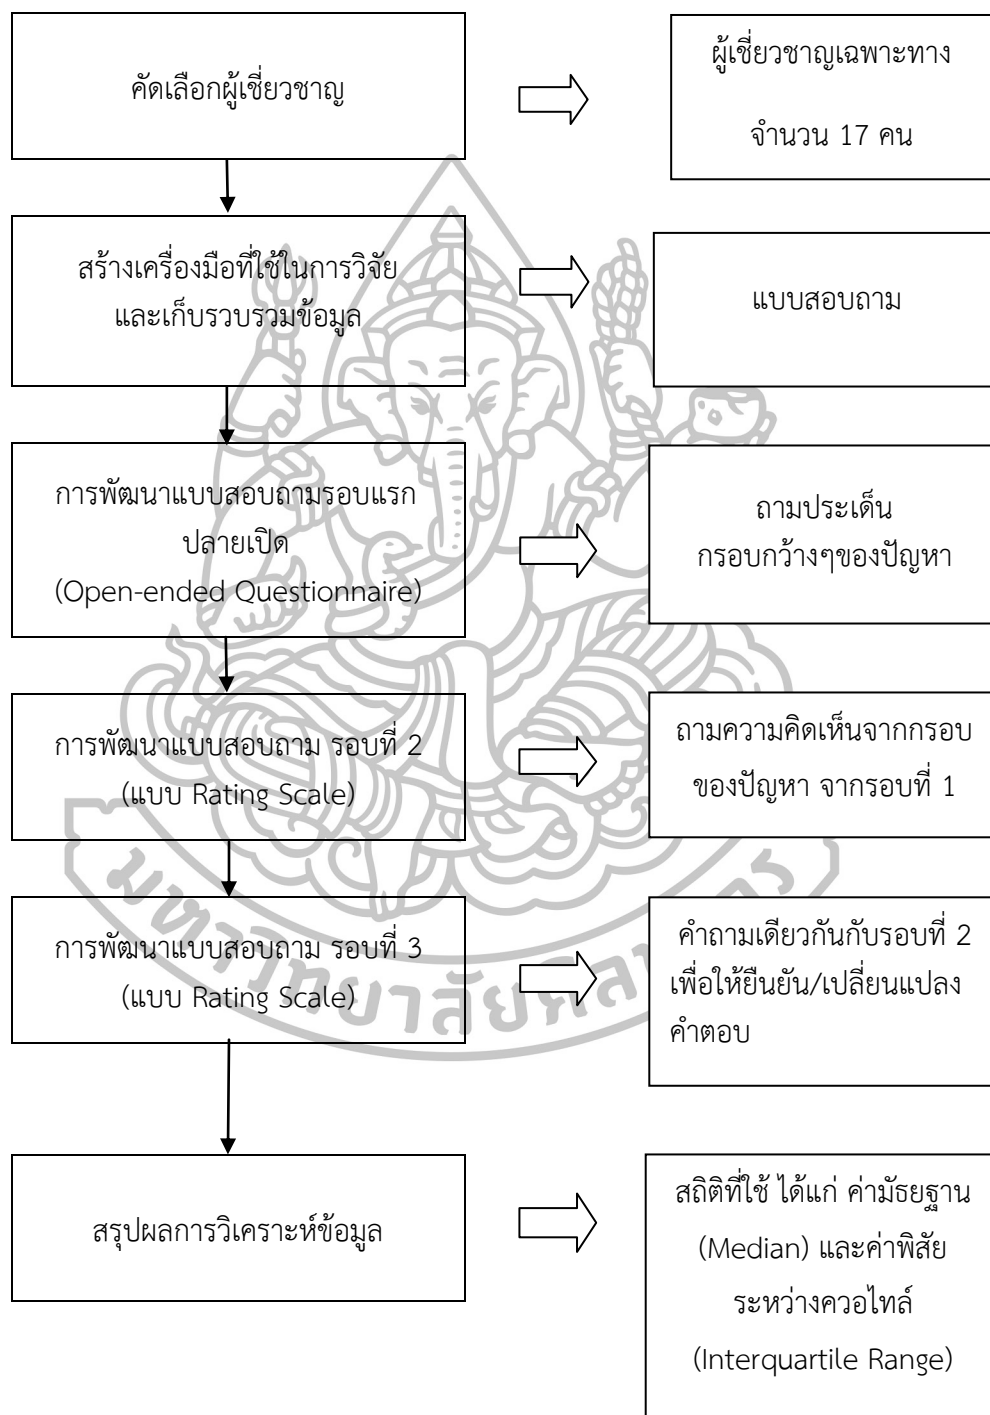 คัดเลือกผู้เชี่ยวชาญ
ผู้เชี่ยวชาญเฉพาะทาง
จำนวน 17 คน
สร้างเครื่องมือที่ใช้ในการวิจัย
และเก็บรวบรวมข้อมูล
แบบสอบถาม
การพัฒนาแบบสอบถามรอบแรก
ปลายเปิด
(Open-ended Questionnaire)
ถามประเด็น
กรอบกว้างๆของปัญหา
การพัฒนาแบบสอบถาม รอบที่ 2
(แบบ Rating Scale)
ถามความคิดเห็นจากกรอบ
ของปัญหา จากรอบที่ 1
การพัฒนาแบบสอบถาม รอบที่ 3
(แบบ Rating Scale)
คำถามเดียวกันกับรอบที่ 2
เพื่อให้ยืนยัน/เปลี่ยนแปลง
คำตอบ
สรุปผลการวิเคราะห์ข้อมูล
สถิติที่ใช้ ได้แก่ ค่ามัธยฐาน
(Median) และค่าพิสัย
ระหว่างควอไทล์
(Interquartile Range)